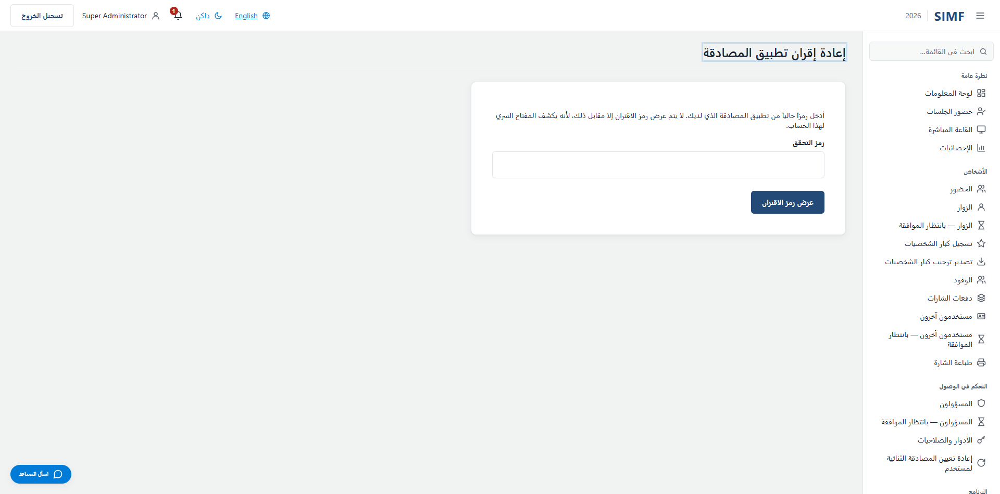 SIMF
2026
English
داكن
1
Super Administrator
تسجيل الخروج
ابحث في القائمة...
نظرة عامة
لوحة المعلومات
حضور الجلسات
القاعة المباشرة
الإحصائيات
الأشخاص
الحضور
الزوار
الزوار — بانتظار الموافقة
تسجيل كبار الشخصيات
تصدير ترحيب كبار الشخصيات
الوفود
دفعات الشارات
مستخدمون آخرون
مستخدمون آخرون — بانتظار
الموافقة
طباعة الشارة
التحكم في الوصول
المسؤولون
المسؤولون — بانتظار الموافقة
الأدوار والصلاحيات
إعادة تعيين المصادقة الثنائية
لمستخدم
البرنامج
إعادة إقران تطبيق المصادقة
أدخل رمزاً حالياً من تطبيق المصادقة الذي لديك. لا يتم عرض رمز الاقتران إلا مقابل ذلك، لأنه يكشف المفتاح السري
لهذا الحساب.
رمز التحقق
عرض رمز الاقتران
اسأل المساعد